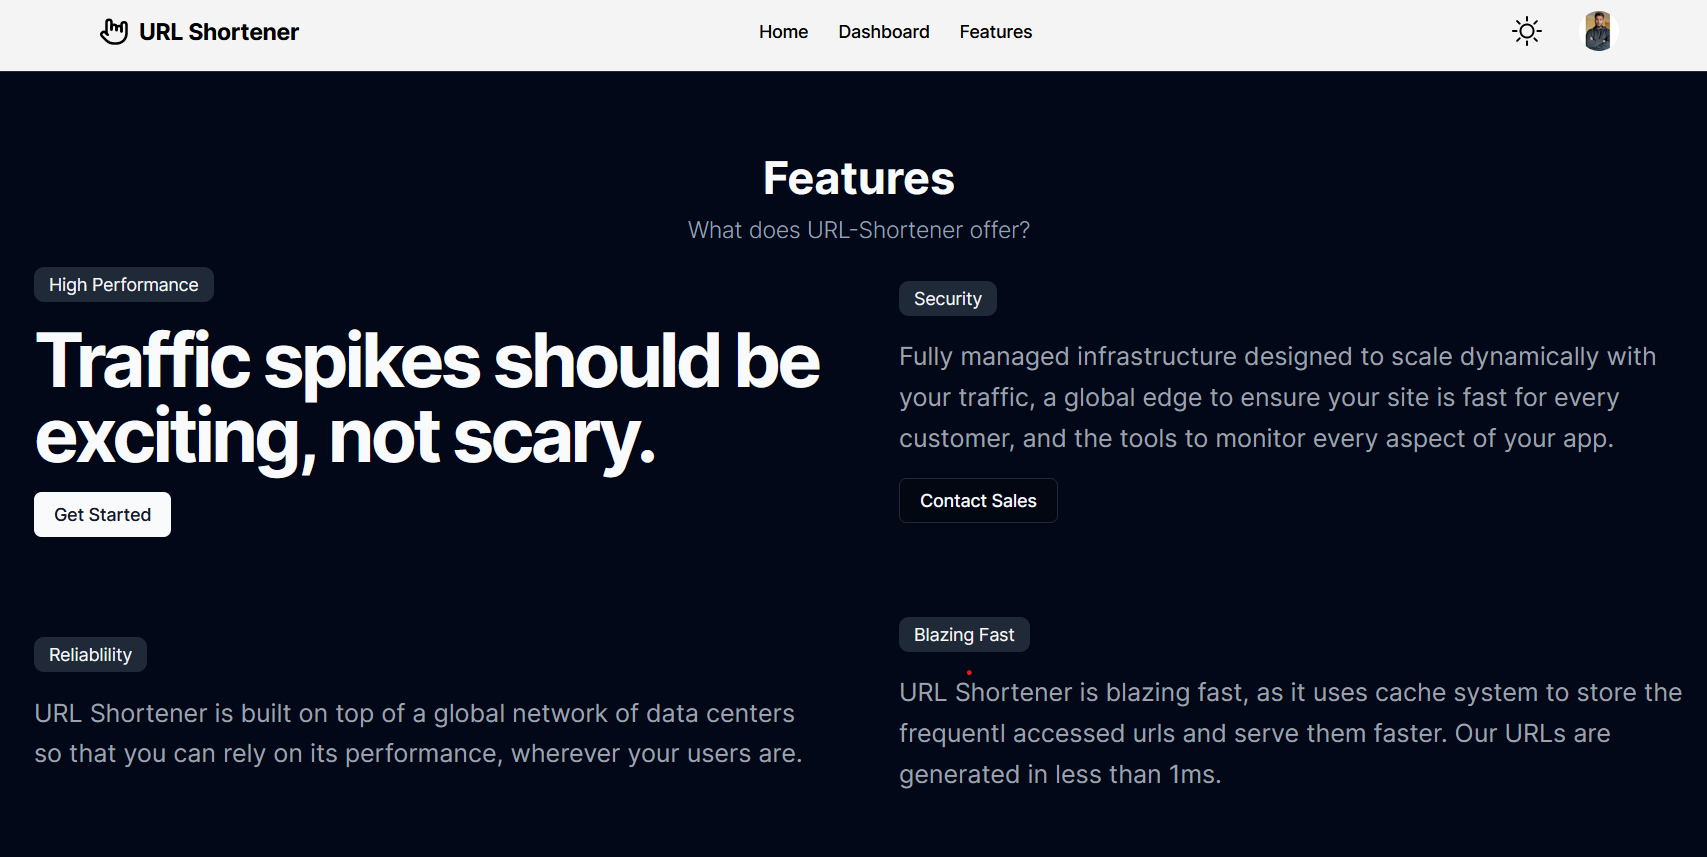 URL Shortener
Home
Dashboard
Features
Features
What does URL-Shortener offer?
High Performance
Traffic spikes should be
exciting, not scary.
Get Started
Security
Fully managed infrastructure designed to scale dynamically with
your traffic, a global edge to ensure your site is fast for every
customer, and the tools to monitor every aspect of your app.
Contact Sales
Reliablility
URL Shortener is built on top of a global network of data centers
so that you can rely on its performance, wherever your users are.
Blazing Fast
URL Shortener is blazing fast, as it uses cache system to store the
frequentl accessed urls and serve them faster. Our URLs are
generated in less than 1ms.